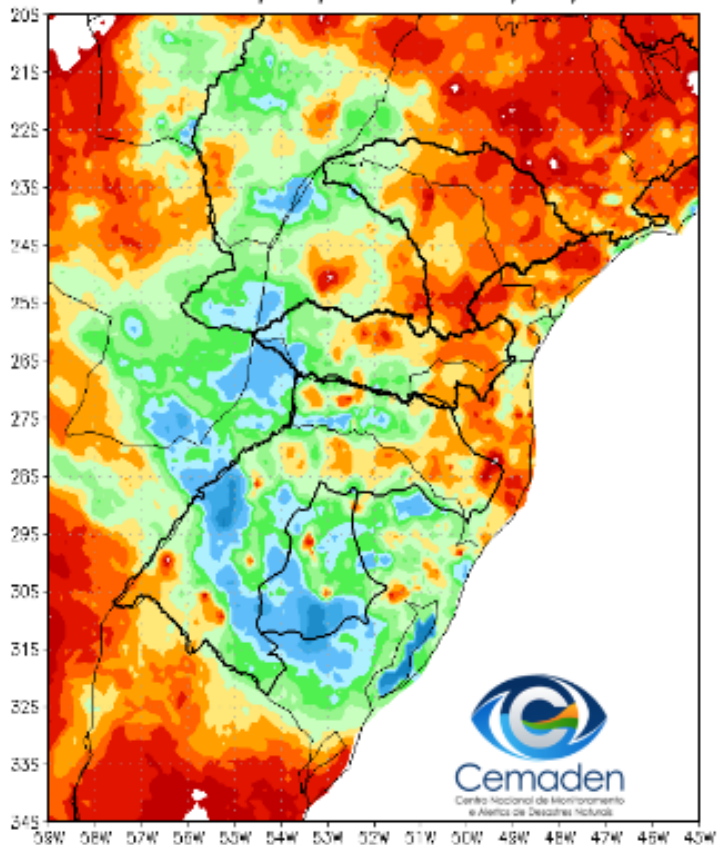 20S
21S
22S
23S
24S
25S
26S
27S
28S
29S
30S
31S
32S
33S
34S
59W 58W 57W 56W 55W 54W 53W 52W 51W 50W 49W 48W 47W 46W 45W
Cemaden
Centro Nacional de Monitoramento
e Alertas de Desastres Naturais